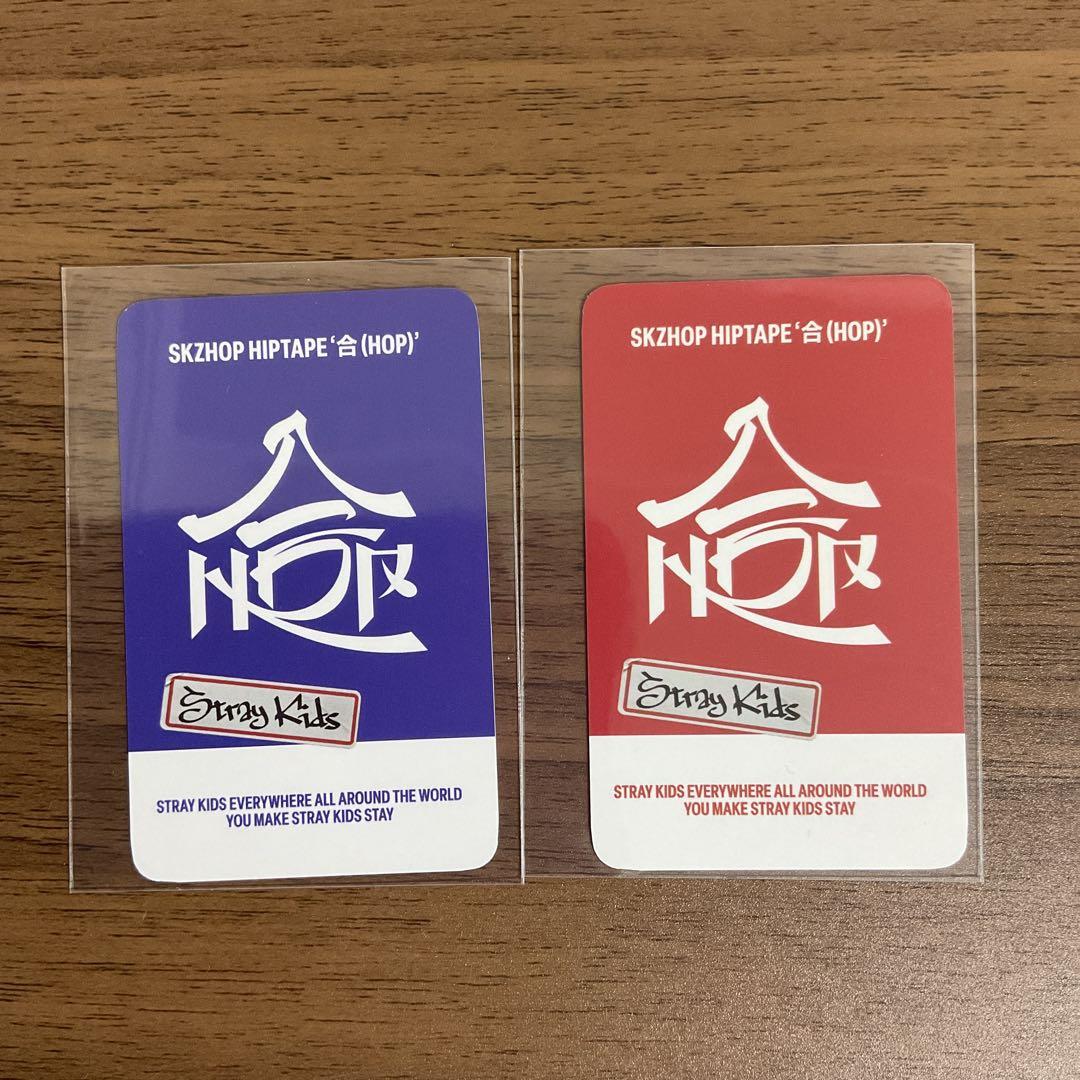 SKZHOP HIPTAPE ‘合 (HOP)’
合 HOP
Stray Kids
STRAY KIDS EVERYWHERE ALL AROUND THE WORLD
YOU MAKE STRAY KIDS STAY
SKZHOP HIPTAPE ‘合 (HOP)’
合 HOP
Stray Kids
STRAY KIDS EVERYWHERE ALL AROUND THE WORLD
YOU MAKE STRAY KIDS STAY